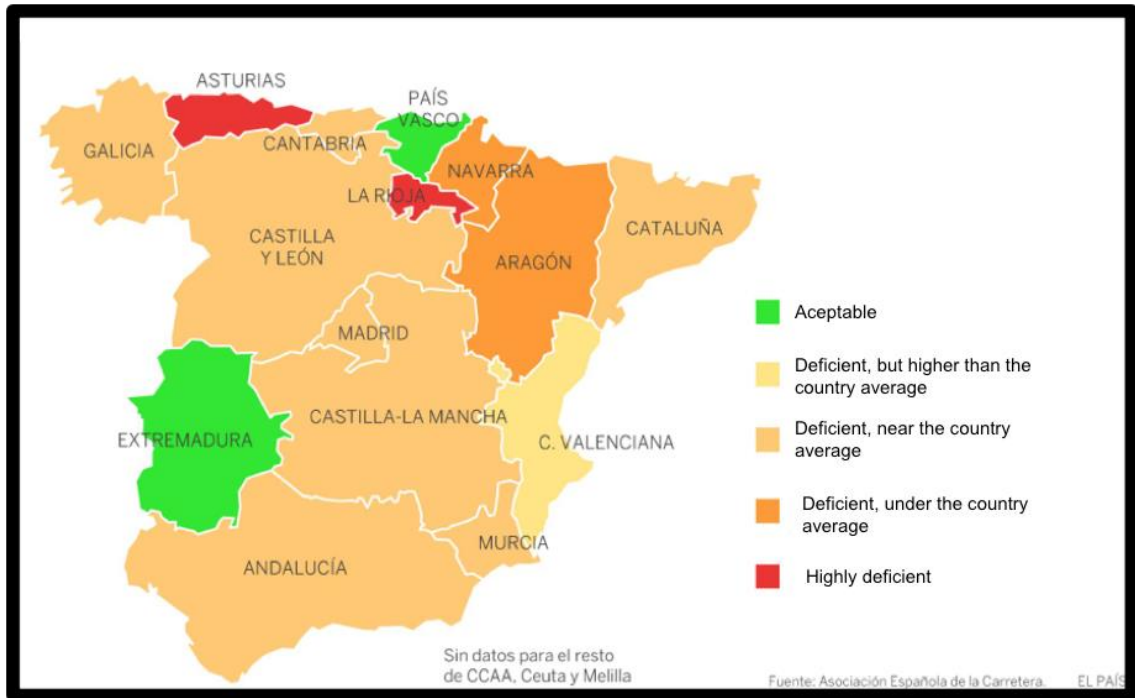 ASTURIAS
PAÍS
VASCO
GALICIA
CANTABRIA
NAVARRA
LA RIOJA
CATALUÑA
CASTILLA
Y LEÓN
ARAGÓN
MADRID
CASTILLA-LA MANCHA
EXTREMADURA
C. VALENCIANA
MURCIA
ANDALUCÍA
Aceptable
Deficient, but higher than the
country average
Deficient, near the country
average
Deficient, under the country
average
Highly deficient
Sin datos para el resto
de CCAA, Ceuta y Melilla
Fuente: Asociación Española de la Carretera. EL PAÍS